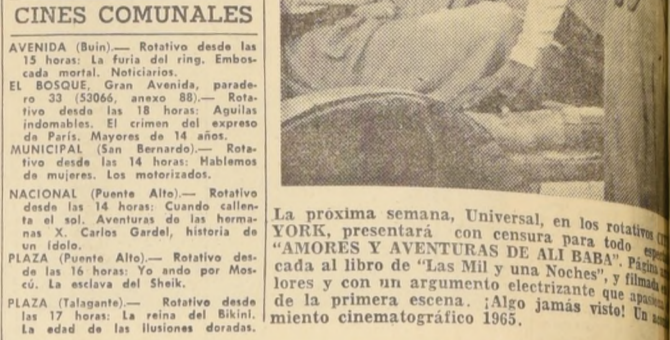 CINES COMUNALES
AVENIDA (Buin).— Rotativo desde las
15 horas: La furia del ring. Embos-
cada mortal. Noticiarios.
EL BOSQUE, Gran Avenida, parade-
ro 33 (53066, anexo 88).— Rota-
tivo desde las 18 horas: Aguilas
indomables. El crimen del expreso
de París. Mayores de 14 años.
MUNICIPAL (San Bernardo).— Rota-
tivo desde las 14 horas: Hablemos
de mujeres. Los motorizados.
NACIONAL (Puente Alto).— Rotativo
desde las 14 horas: Cuando callen-
ta el sol. Aventuras de las herma-
nas X. Carlos Gardel, historia de
un ídolo.
PLAZA (Puente Alto).— Rotativo des-
de las 16 horas: Yo ando por Mos-
cú. La esclava del Sheik.
PLAZA (Talagante).— Rotativo desde
las 17 horas: La reina del Bikini.
La edad de las ilusiones doradas.
La próxima semana, Universal, en los rotativos
YORK, presentará con censura para todo
"AMORES Y AVENTURAS DE ALI BABA".
cada al libro de "Las Mil y una Noches", y filmada
lores y con un argumento electrizante que
de la primera escena. ¡Algo jamás visto! Un
miento cinematográfico 1965.